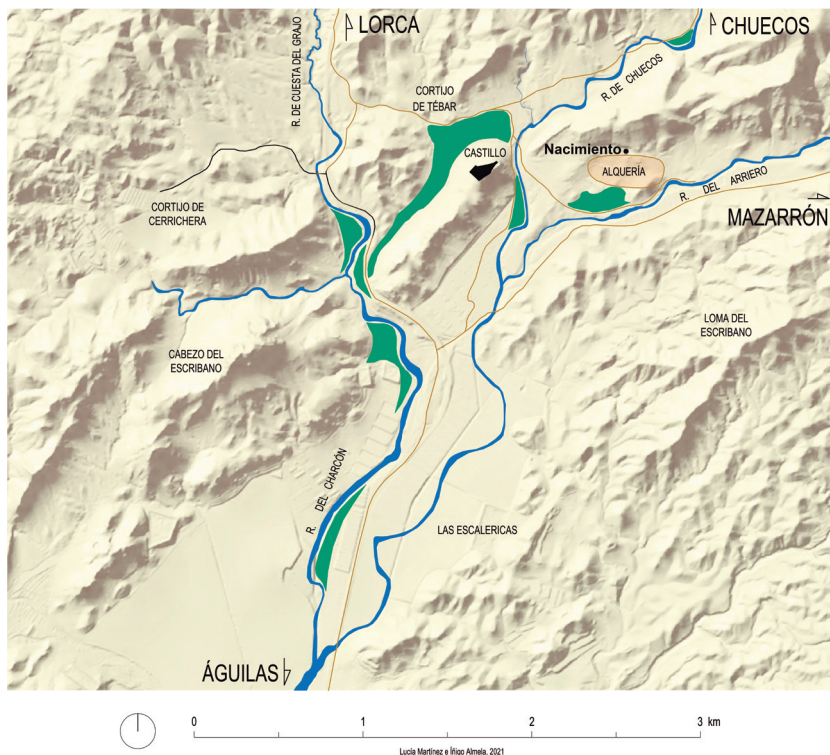 LORCA
CHUECOS
R. DE CUESTA DEL GRAJO
R. DE CHUECOS
CORTIJO
DE TÉBAR
CASTILLO
Nacimiento
ALQUERÍA
R. DEL ARRIERO
CORTIJO DE
CERRICHERA
MAZARRÓN
LOMA DEL
ESCRIBANO
CABEZO DEL
ESCRIBANO
R. DEL CHARCÓN
LAS ESCALERICAS
ÁGUILAS
0 1 2 3 km
Lucía Martínez e Íñigo Almela, 2021